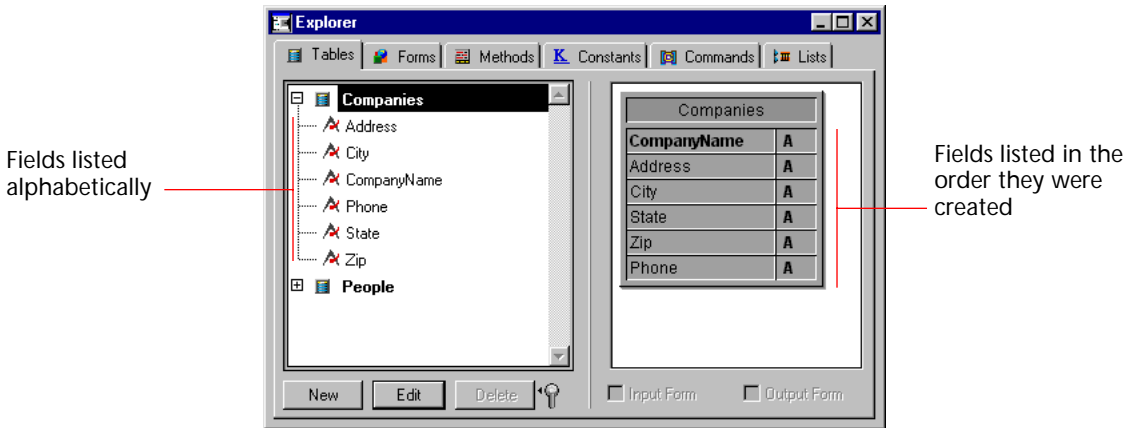 Explorer
Tables Forms Methods K Constants Commands Lists
Companies
Address
City
CompanyName
Phone
State
Zip
People
Fields listed
alphabetically
Companies
CompanyName A
Address A
City A
State A
Zip A
Phone A
Fields listed in the
order they were
created
New Edit Delete Input Form Output Form